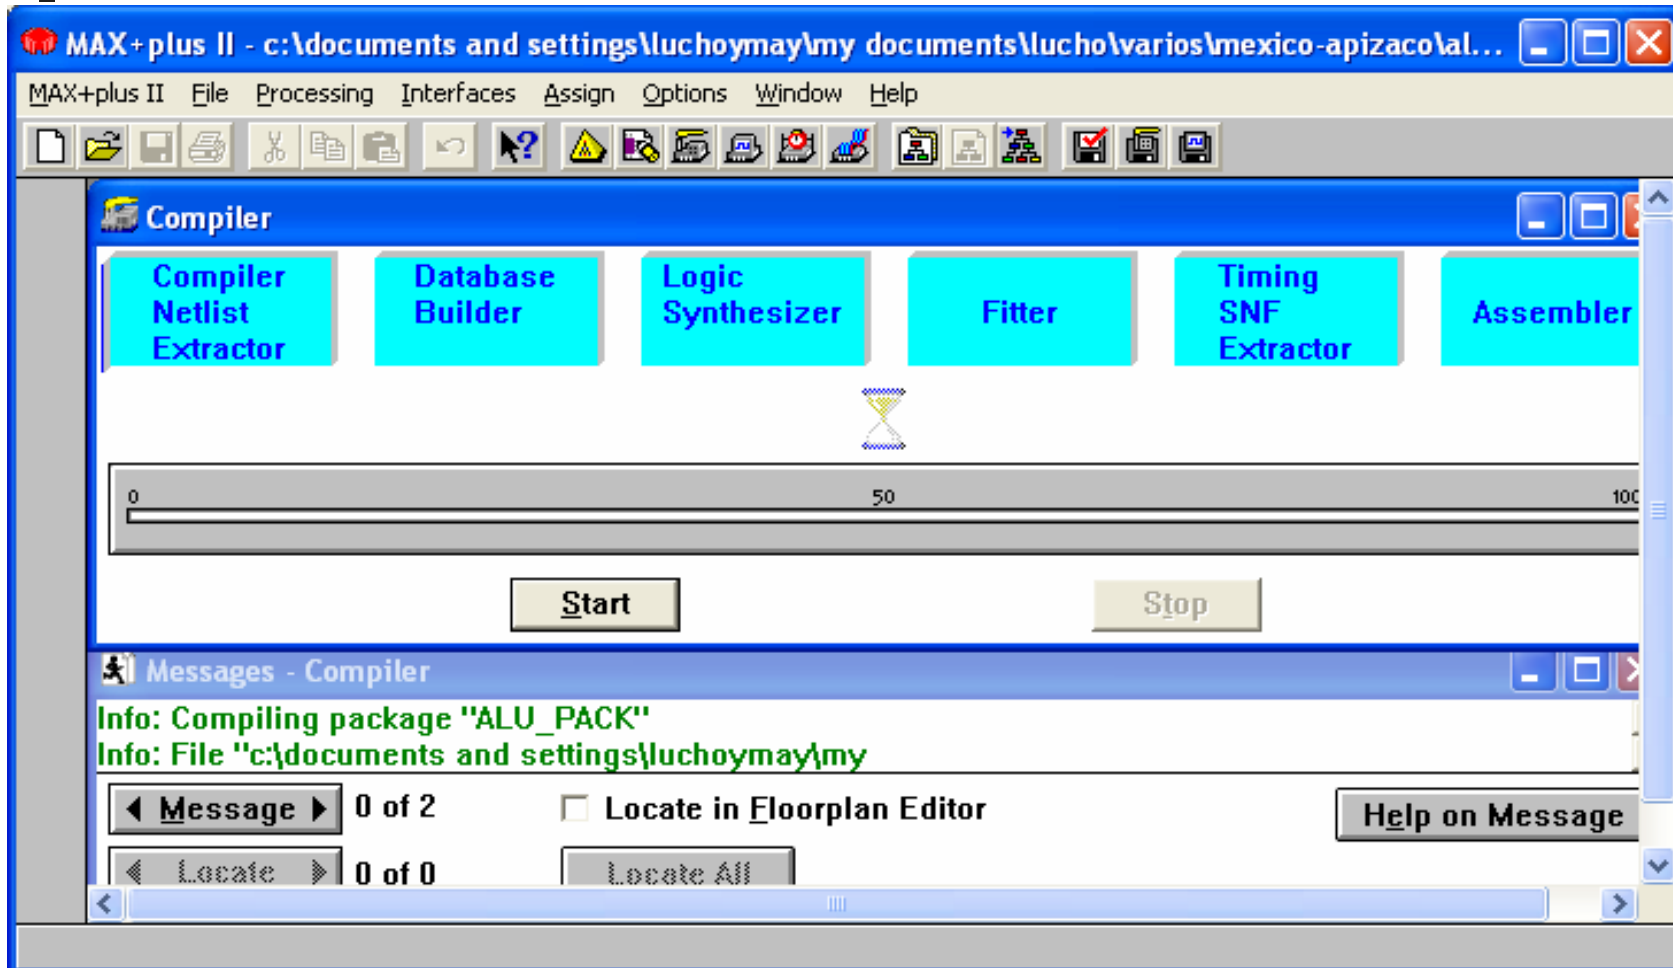 MAX+plus II - c:\documents and settings\luchoymay\my documents\lucho\varios\mexico-apizaco\al...
MAX+plus II File Processing Interfaces Assign Options Window Help
Compiler
Compiler
Netlist
Extractor
Database
Builder
Logic
Synthesizer
Fitter
Timing
SNF
Extractor
Assembler
0 50 100
Start Stop
Messages - Compiler
Info: Compiling package "ALU_PACK"
Info: File "c:\documents and settings\luchoymay\my
Message 0 of 2 Locate in Floorplan Editor Help on Message
Locate 0 of 0 Locate All